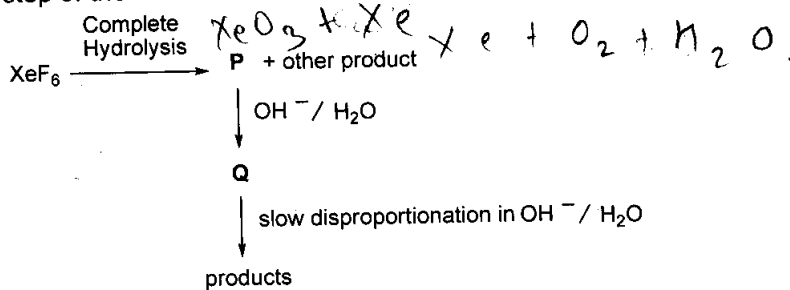 step of the
Complete
Hydrolysis
XeO3 + Xe
Xe + O2 + H2O.
XeF6
P + other product
OH − / H2O
Q
slow disproportionation in OH − / H2O
products